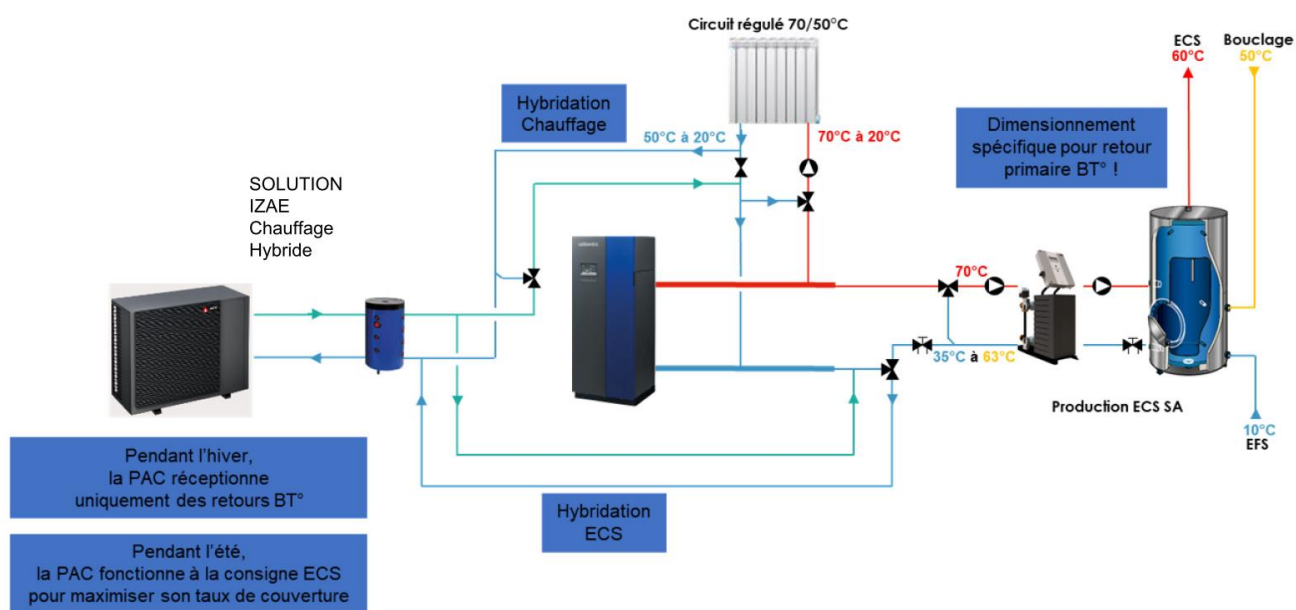 Circuit régulé 70/50°C
ECS
60°C
Bouclage
50°C
Hybridation
Chauffage
50°C à 20°C
70°C à 20°C
Dimensionnement
spécifique pour retour
primaire BT° !
SOLUTION
IZAE
Chauffage
Hybride
70°C
35°C à 63°C
Production ECS SA
10°C
EFS
Pendant l'hiver,
la PAC réceptionne
uniquement des retours BT°
Hybridation
ECS
Pendant l'été,
la PAC fonctionne à la consigne ECS
pour maximiser son taux de couverture